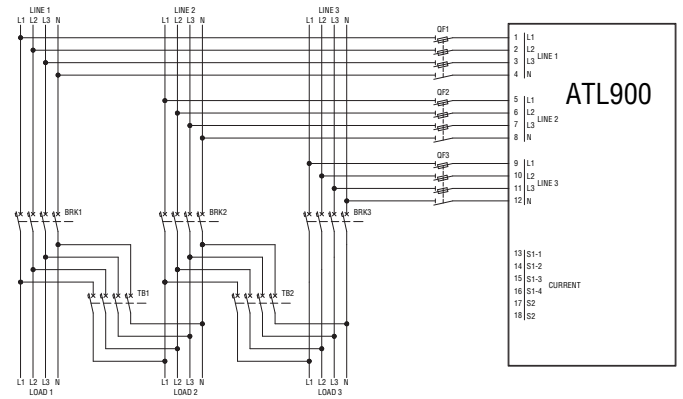 LINE 1
L1 L2 L3 N
LINE 2
L1 L2 L3 N
LINE 3
L1 L2 L3 N
QF1
1 L1
2 L2
3 L3
4 N
LINE 1
ATL900
QF2
5 L1
6 L2
7 L3
8 N
LINE 2
QF3
9 L1
10 L2
11 L3
12 N
LINE 3
BRK1
BRK2
BRK3
13 S1-1
14 S1-2
15 S1-3
16 S1-4
17 S2
18 S2
CURRENT
TB1
TB2
L1 L2 L3 N
LOAD 1
L1 L2 L3 N
LOAD 2
L1 L2 L3 N
LOAD 3